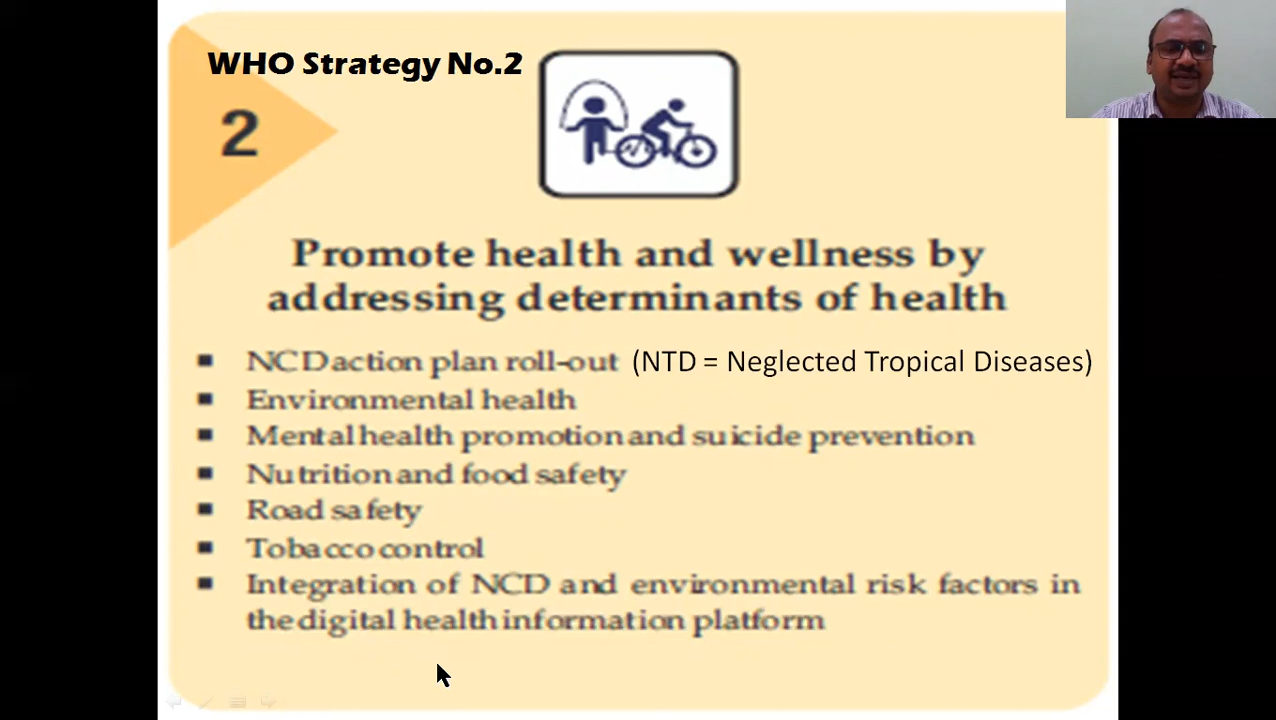 WHO Strategy No.2
2
Promote health and wellness by
addressing determinants of health
▪ NCD action plan roll-out (NTD = Neglected Tropical Diseases)
▪ Environmental health
▪ Mental health promotion and suicide prevention
▪ Nutrition and food safety
▪ Road safety
▪ Tobacco control
▪ Integration of NCD and environmental risk factors in
the digital health information platform